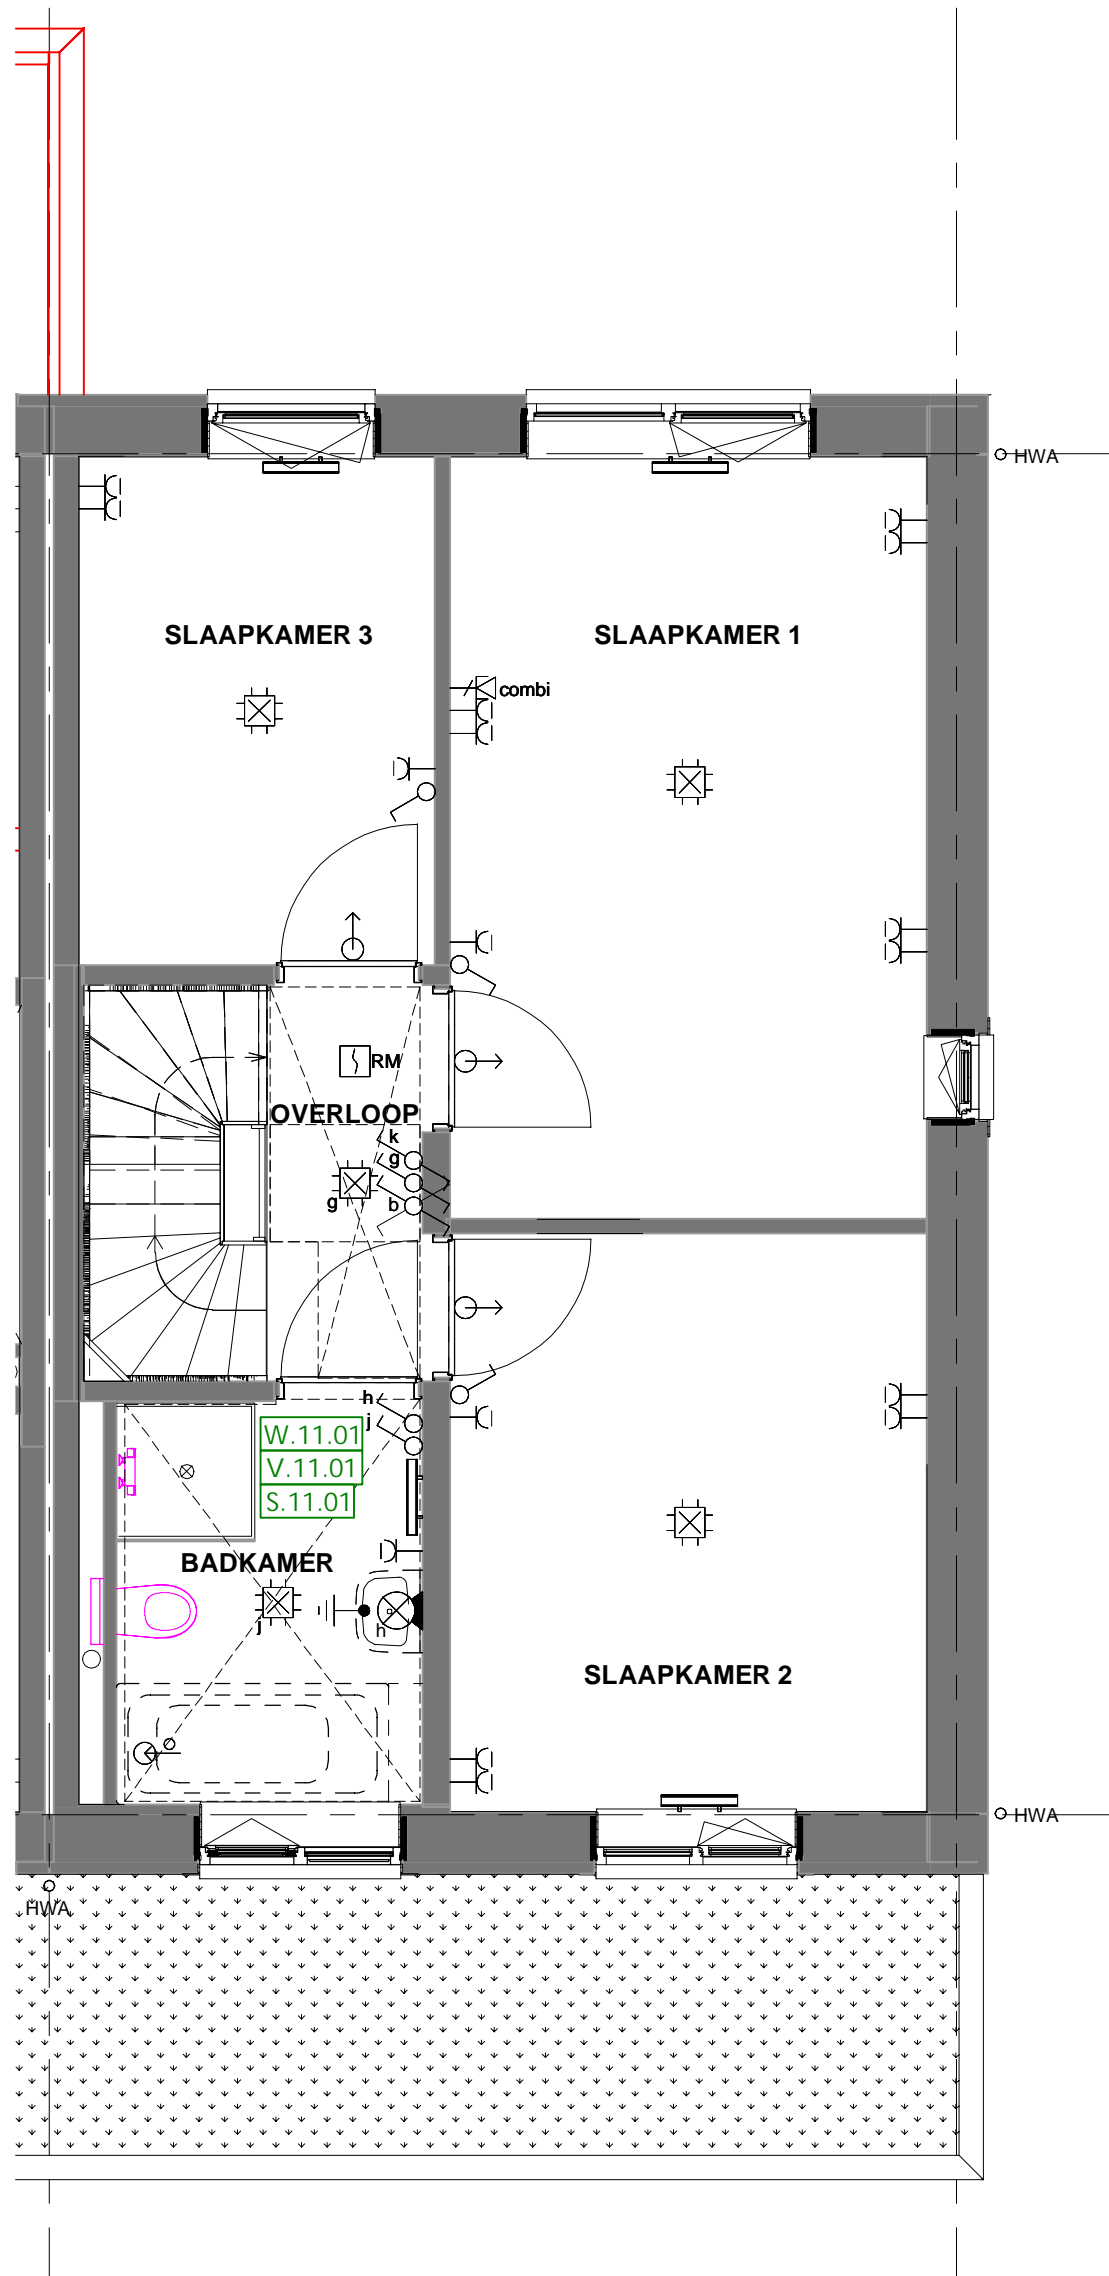 HWA
SLAAPKAMER 3
SLAAPKAMER 1
combi
RM
OVERLOOP
k
g
g
b
h
j
W.11.01
V.11.01
S.11.01
BADKAMER
j
h
SLAAPKAMER 2
HWA
HWA